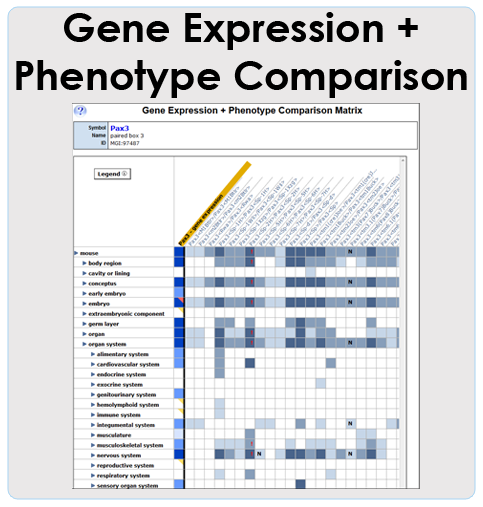 Gene Expression +
Phenotype Comparison
?
Gene Expression + Phenotype Comparison Matrix
Symbol Pax3
Name paired box 3
ID MGI:97487
Legend
Pax3 - gene expression
mouse N
body region
cavity or lining
conceptus N
early embryo
embryo N
extraembryonic component
germ layer
organ
organ system N
alimentary system
cardiovascular system
endocrine system
exocrine system
genitourinary system
hemolymphoid system
immune system
integumental system N
musculature
musculoskeletal system
nervous system N N
reproductive system
respiratory system
sensory organ system